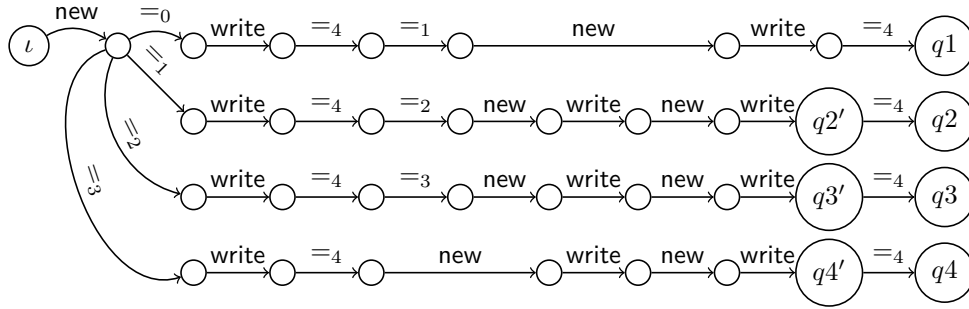 new =₀ write =₄ =₁ new write =₄
ι q1
=₁ write =₄ =₂ new write new write q2′ =₄ q2
=₂ write =₄ =₃ new write new write q3′ =₄ q3
=₃ write =₄ new write new write q4′ =₄ q4